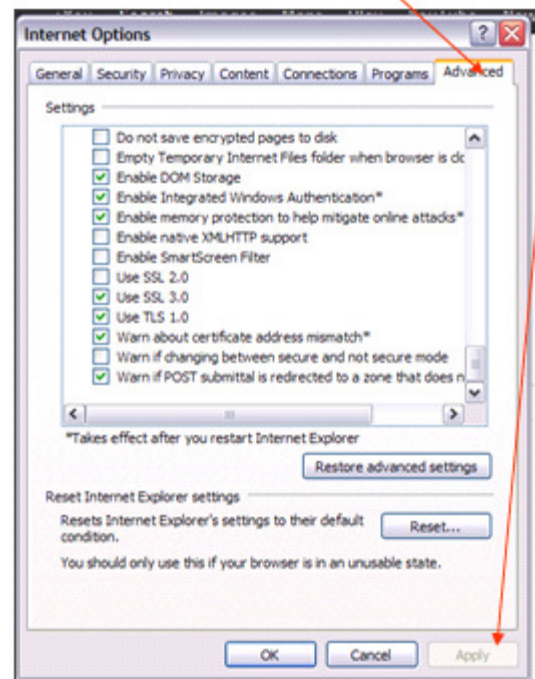 Internet Options
General Security Privacy Content Connections Programs Advanced
Settings
Do not save encrypted pages to disk
Empty Temporary Internet Files folder when browser is clo
Enable DOM Storage
Enable Integrated Windows Authentication*
Enable memory protection to help mitigate online attacks*
Enable native XMLHTTP support
Enable SmartScreen Filter
Use SSL 2.0
Use SSL 3.0
Use TLS 1.0
Warn about certificate address mismatch*
Warn if changing between secure and not secure mode
Warn if POST submittal is redirected to a zone that does n
*Takes effect after you restart Internet Explorer
Restore advanced settings
Reset Internet Explorer settings
Resets Internet Explorer's settings to their default
condition.
Reset...
You should only use this if your browser is in an unusable state.
OK Cancel Apply